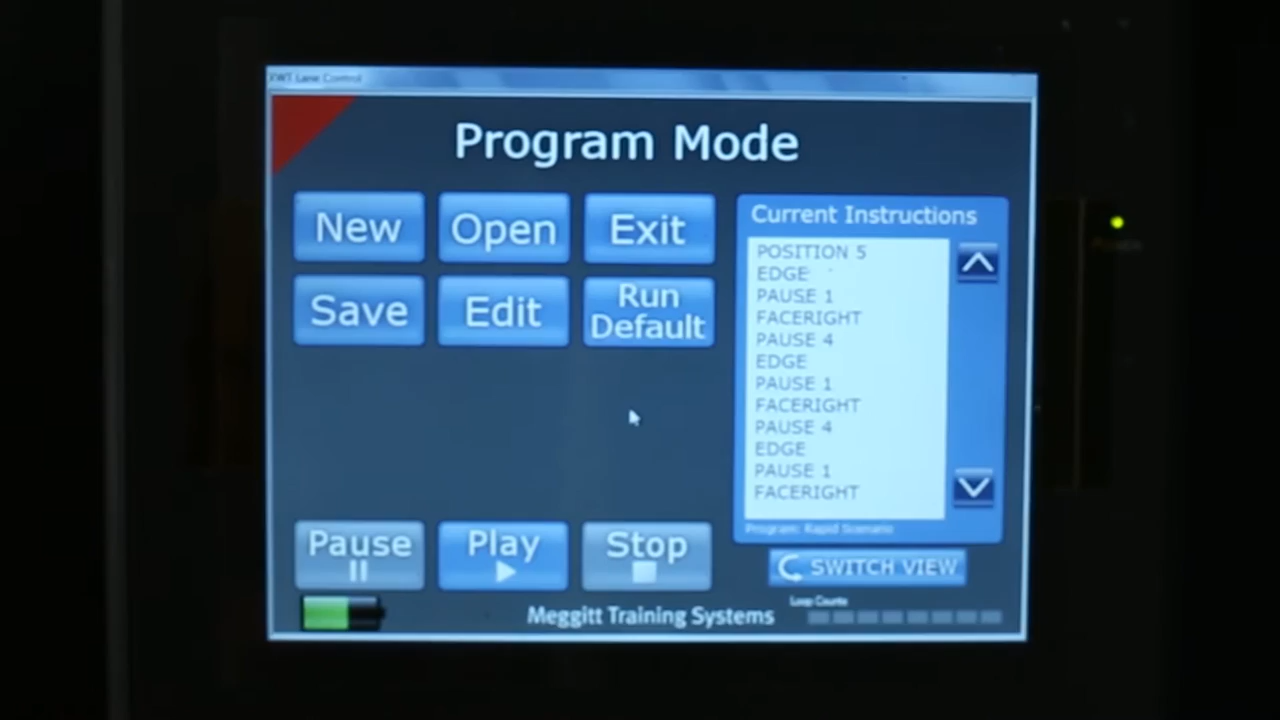 XWT Lane Control
Program Mode
New
Open
Exit
Save
Edit
Run
Default
Current Instructions
POSITION 5
EDGE
PAUSE 1
FACERIGHT
PAUSE 4
EDGE
PAUSE 1
FACERIGHT
PAUSE 4
EDGE
PAUSE 1
FACERIGHT
Program: Rapid Scenario
Pause
Play
Stop
SWITCH VIEW
Loop Counts
Meggitt Training Systems